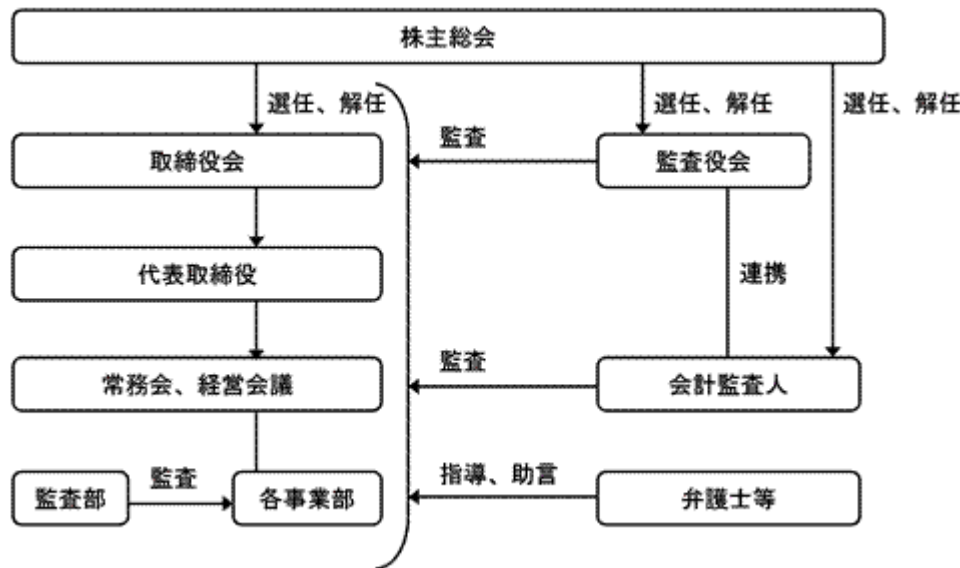 株主総会
選任、解任
選任、解任
選任、解任
取締役会
監査
監査役会
代表取締役
連携
常務会、経営会議
監査
会計監査人
監査部
監査
各事業部
指導、助言
弁護士等